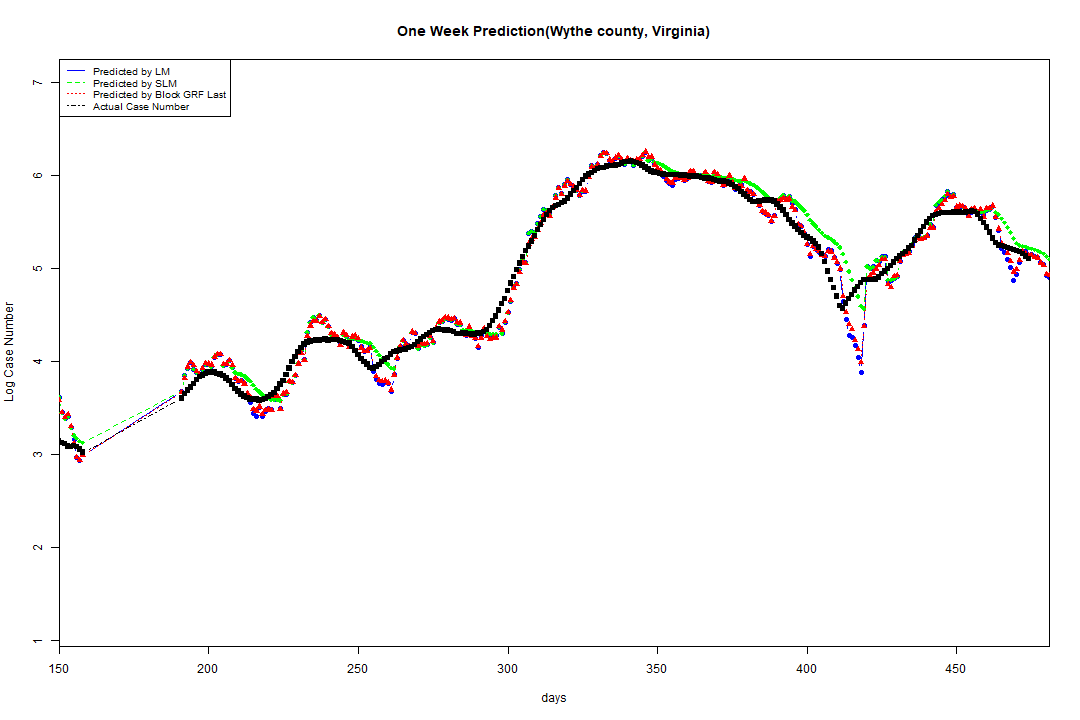 One Week Prediction(Wythe county, Virginia)
Predicted by LM
Predicted by SLM
Predicted by Block GRF Last
Actual Case Number
Log Case Number
7
6
5
4
3
2
1
150 200 250 300 350 400 450
days